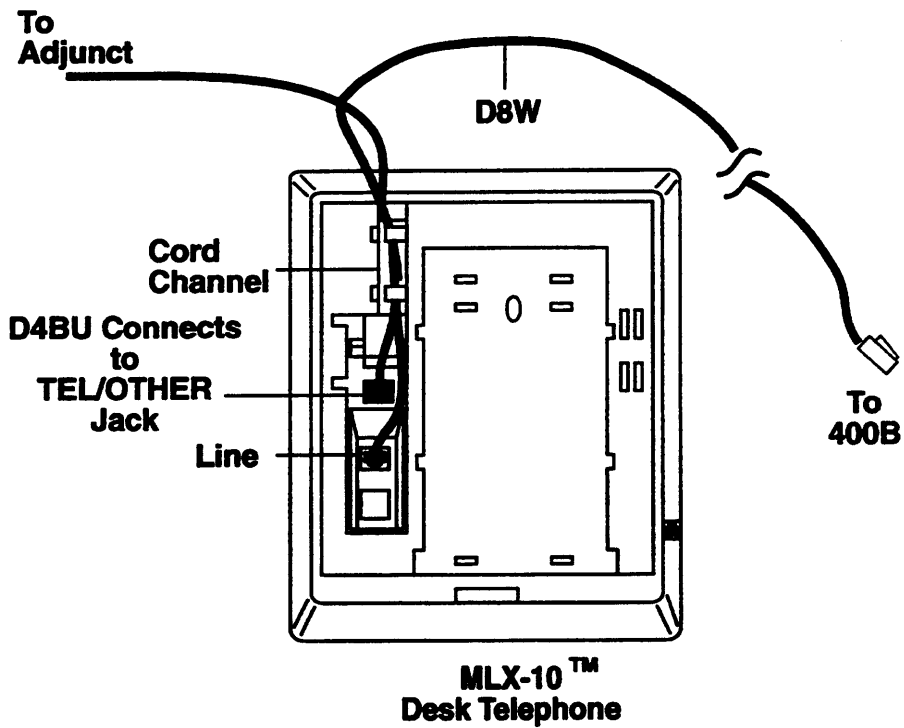 To
Adjunct
D8W
Cord
Channel
D4BU Connects
to
TEL/OTHER
Jack
Line
To
400B
MLX-10™
Desk Telephone